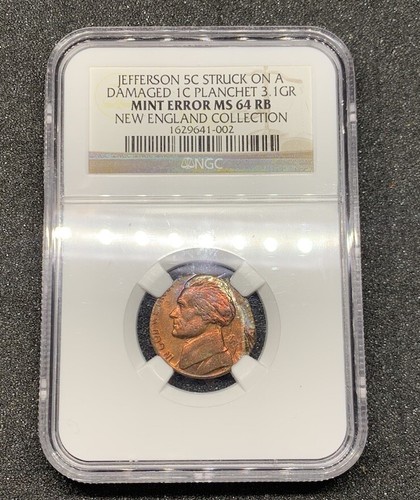 JEFFERSON 5C STRUCK ON A
DAMAGED 1C PLANCHET 3.1GR
MINT ERROR MS 64 RB
NEW ENGLAND COLLECTION
1629641-002
NGC